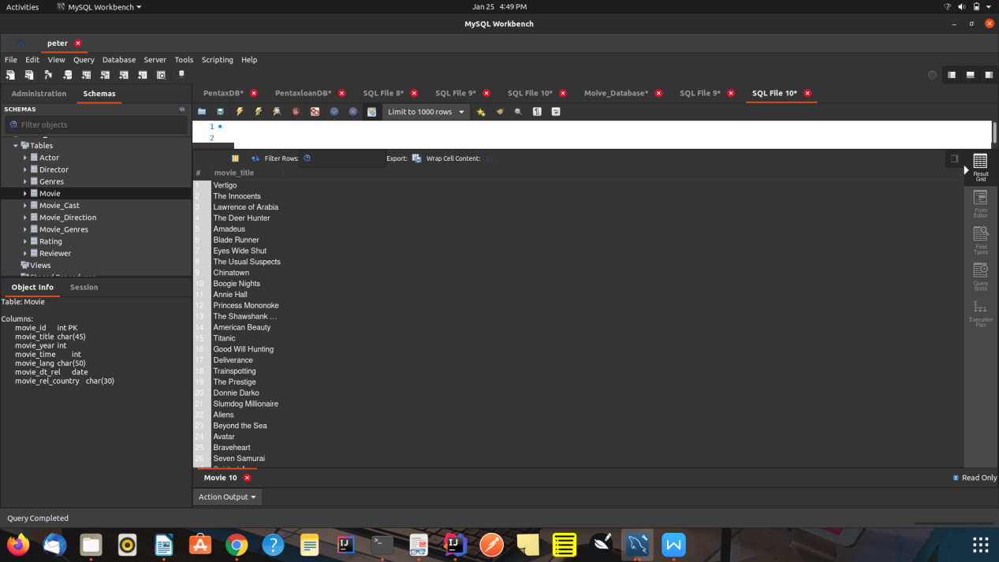 Activities MySQL Workbench Jan 25 4:49 PM
MySQL Workbench
peter
File Edit View Query Database Server Tools Scripting Help
Administration Schemas PentaxDB* PentaxloanDB* SQL File 8* SQL File 9* SQL File 10* Moive_Database* SQL File 9* SQL File 10*
SCHEMAS
Limit to 1000 rows
Filter objects
1
2
Tables
Actor
Director
Genres
Movie
Movie_Cast
Movie_Direction
Movie_Genres
Rating
Reviewer
Views
Object Info Session
Table: Movie
Columns:
movie_id int PK
movie_title char(45)
movie_year int
movie_time int
movie_lang char(50)
movie_dt_rel date
movie_rel_country char(30)
Filter Rows: Export: Wrap Cell Content:
# movie_title
1 Vertigo
2 The Innocents
3 Lawrence of Arabia
4 The Deer Hunter
5 Amadeus
6 Blade Runner
7 Eyes Wide Shut
8 The Usual Suspects
9 Chinatown
10 Boogie Nights
11 Annie Hall
12 Princess Mononoke
13 The Shawshank ...
14 American Beauty
15 Titanic
16 Good Will Hunting
17 Deliverance
18 Trainspotting
19 The Prestige
20 Donnie Darko
21 Slumdog Millionaire
22 Aliens
23 Beyond the Sea
24 Avatar
25 Braveheart
26 Seven Samurai
Result
Grid
Form
Editor
Field
Types
Query
Stats
Execution
Plan
Movie 10 Read Only
Action Output
Query Completed